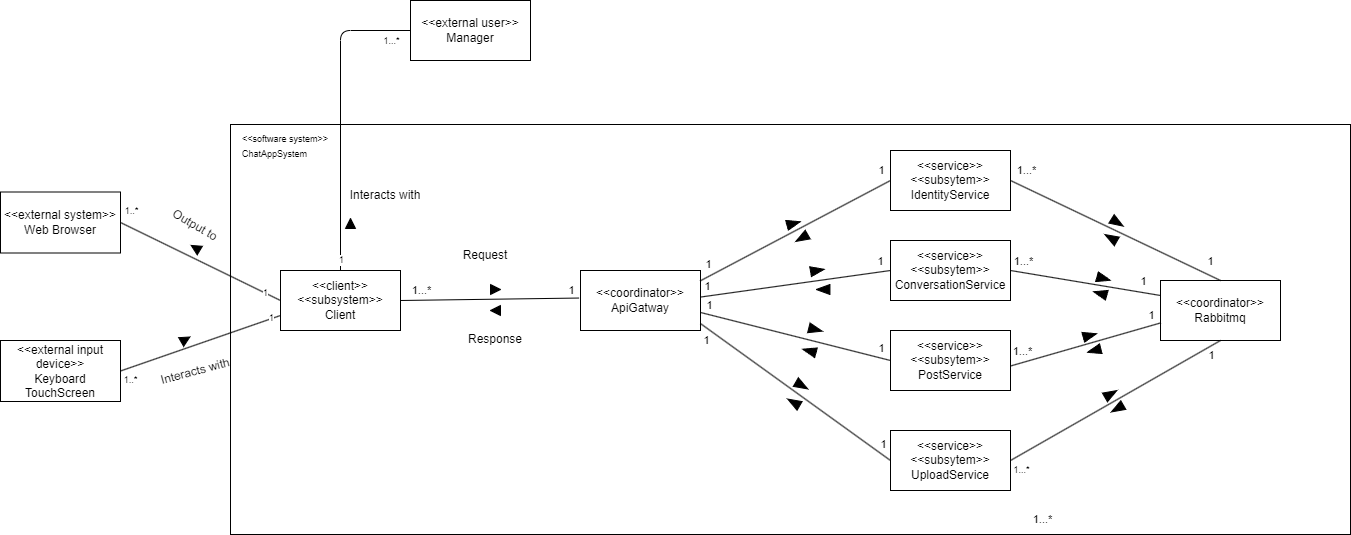 <<external user>>
Manager
1...*
<<software system>>
ChatAppSystem
Interacts with
1
<<external system>>
Web Browser
1..*
Output to
1
<<external input
device>>
Keyboard
TouchScreen
1..*
Interacts with
1
<<client>>
<<subsystem>>
Client
1...*
Request
Response
1
<<coordinator>>
ApiGatway
1
1
1
1
1
<<service>>
<<subsytem>>
IdentityService
1...*
1
<<service>>
<<subsytem>>
ConversationService
1...*
1
<<service>>
<<subsytem>>
PostService
1...*
1
<<service>>
<<subsytem>>
UploadService
1...*
1
1
1
1
<<coordinator>>
Rabbitmq
1...*